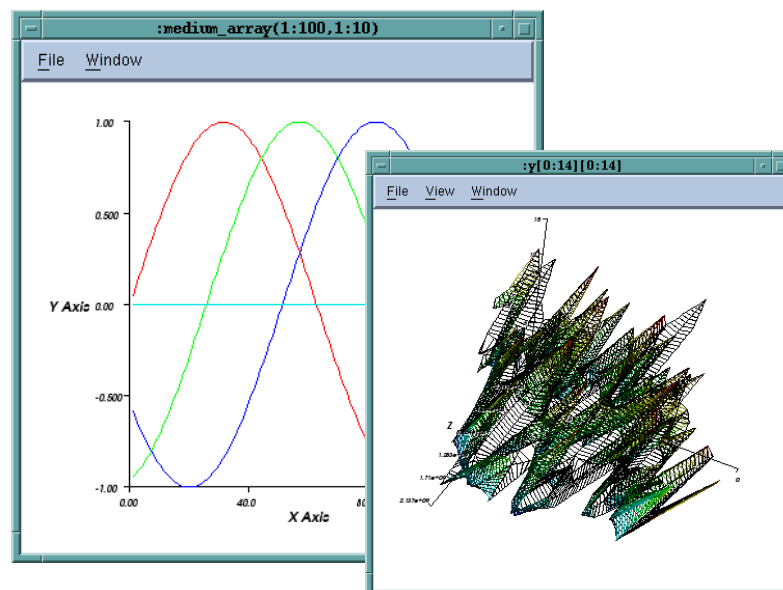 :medium_array(1:100,1:10)
File Window
1.00
0.500
Y Axis 0.00
-0.500
-1.00
0.00 40.0
X Axis
:y[0:14][0:14]
File View Window
Z
0